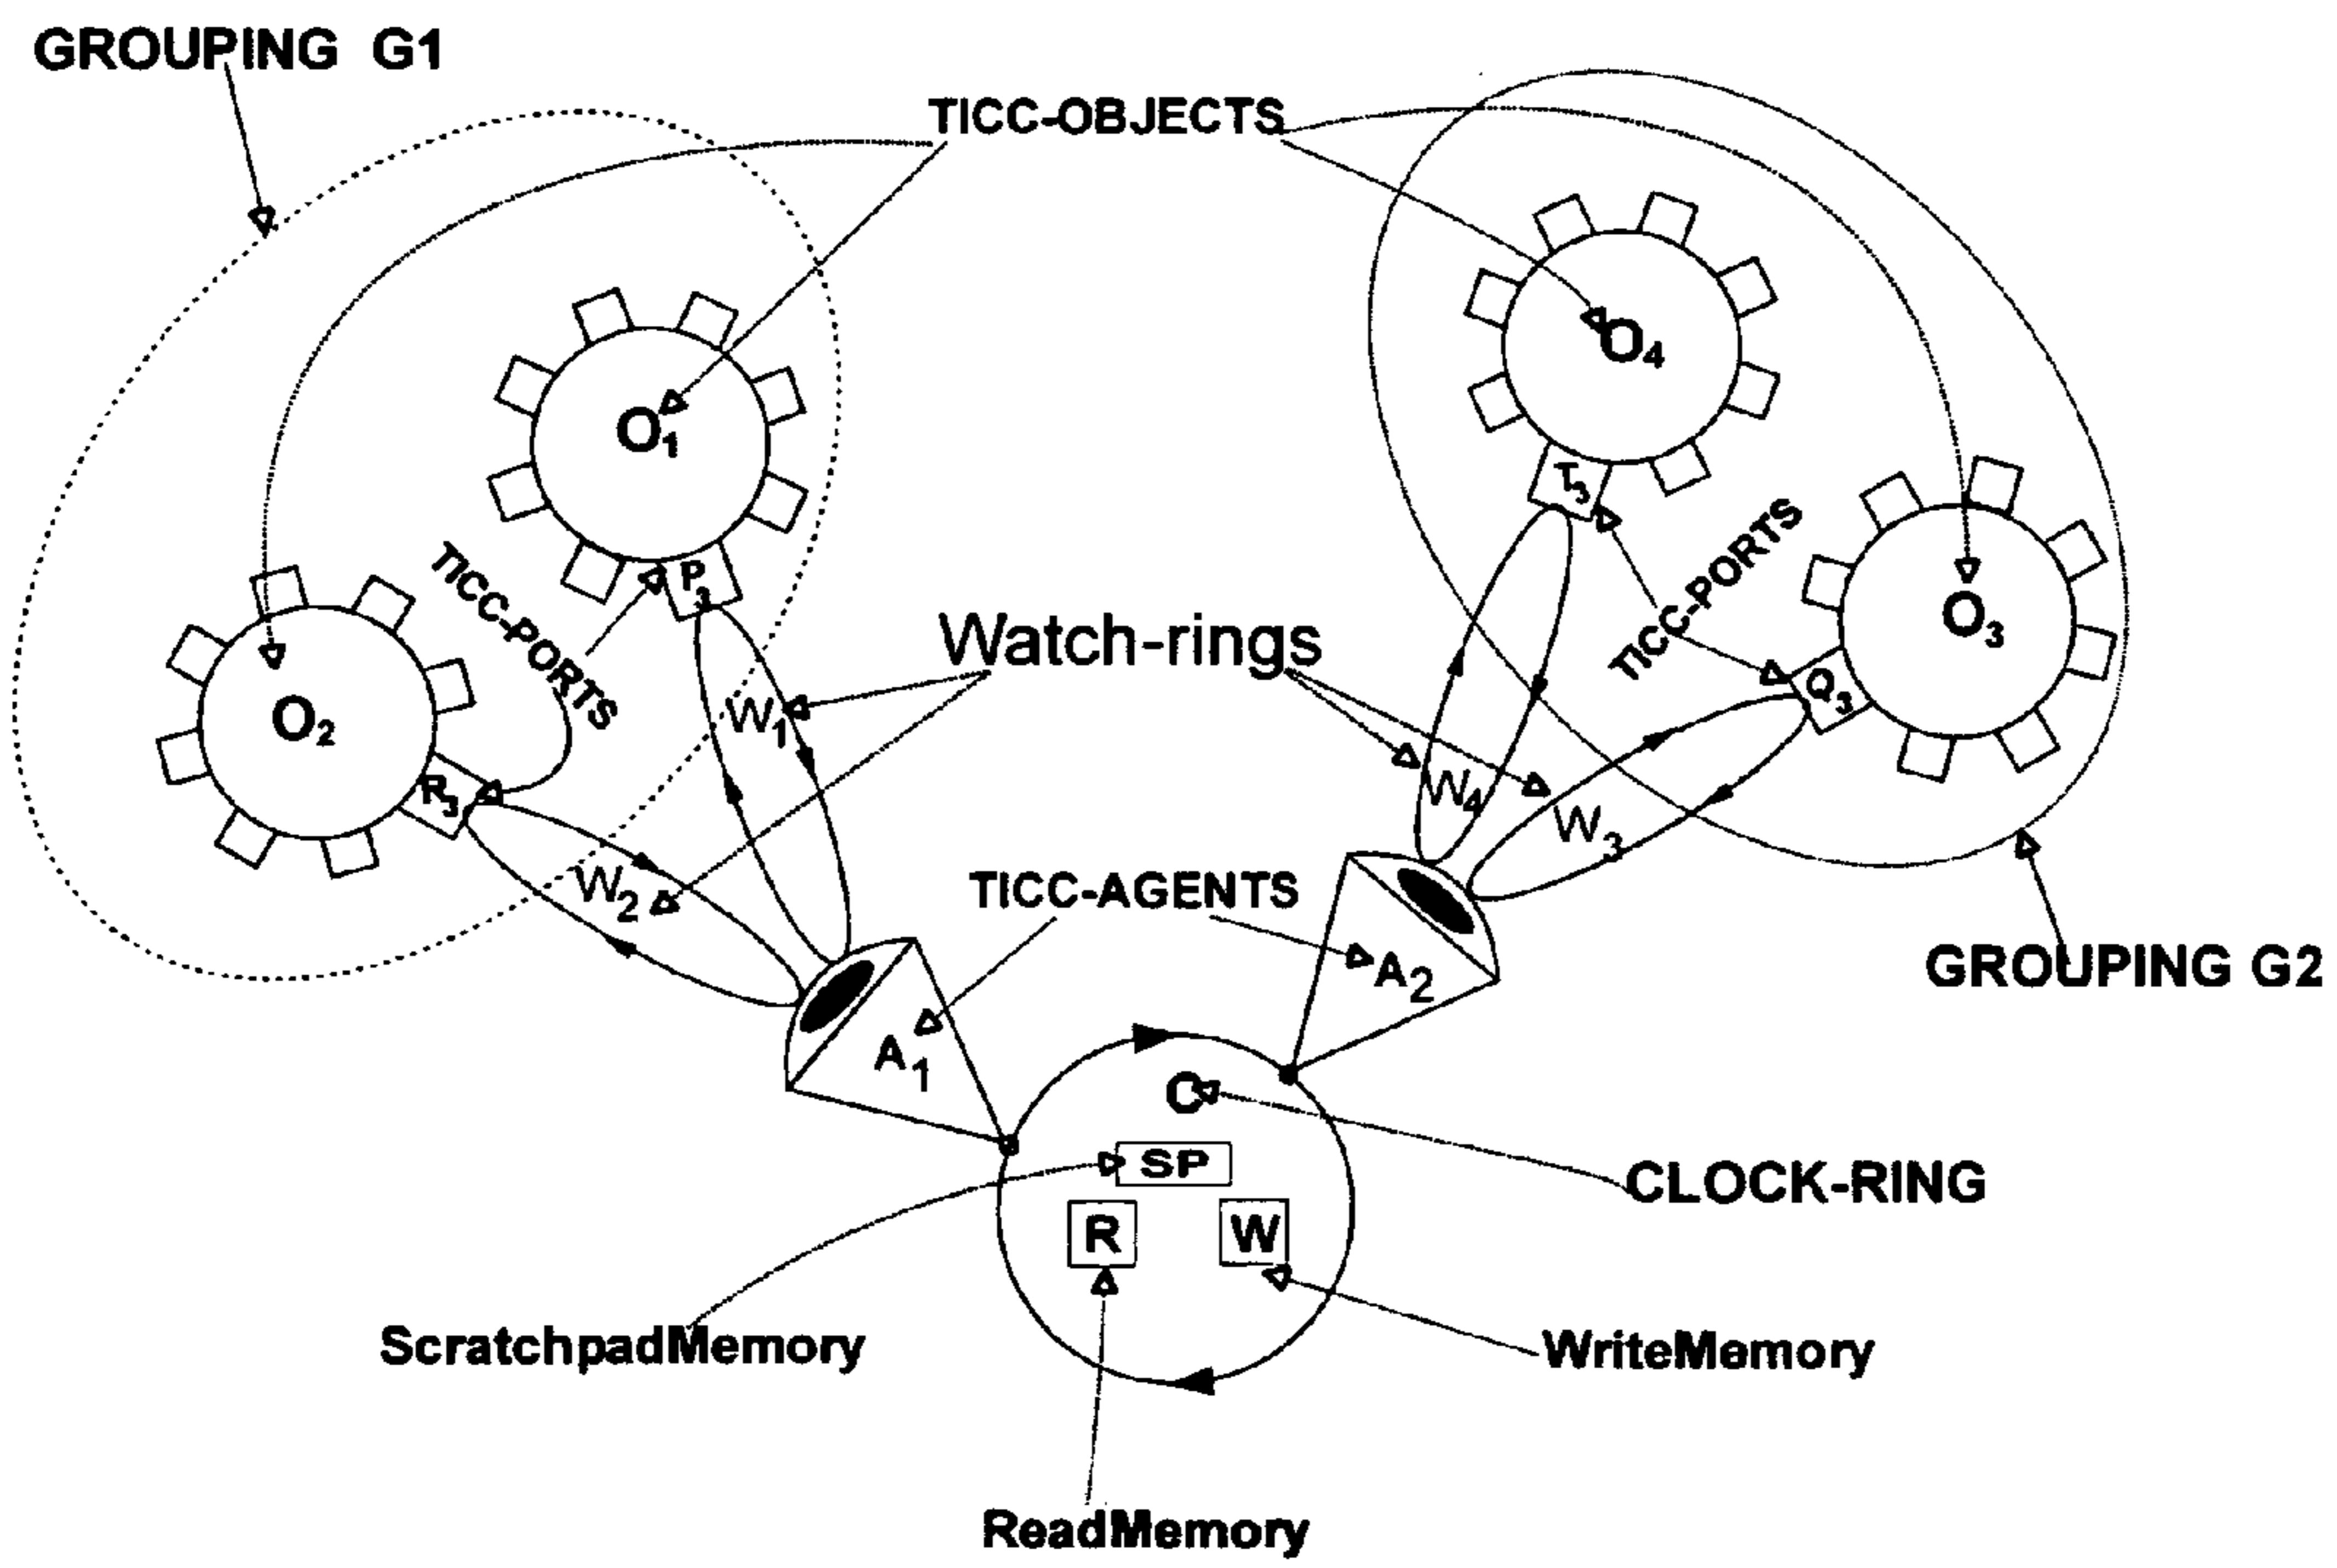 GROUPING G1
TICC-OBJECTS
O4
O1
T3
TICC-PORTS
P3
TICC-PORTS
O3
Watch-rings
Q3
O2
W1
R3
W4
W3
W2
TICC-AGENTS
GROUPING G2
A2
A1
C
SP
CLOCK-RING
R
W
ScratchpadMemory
WriteMemory
ReadMemory